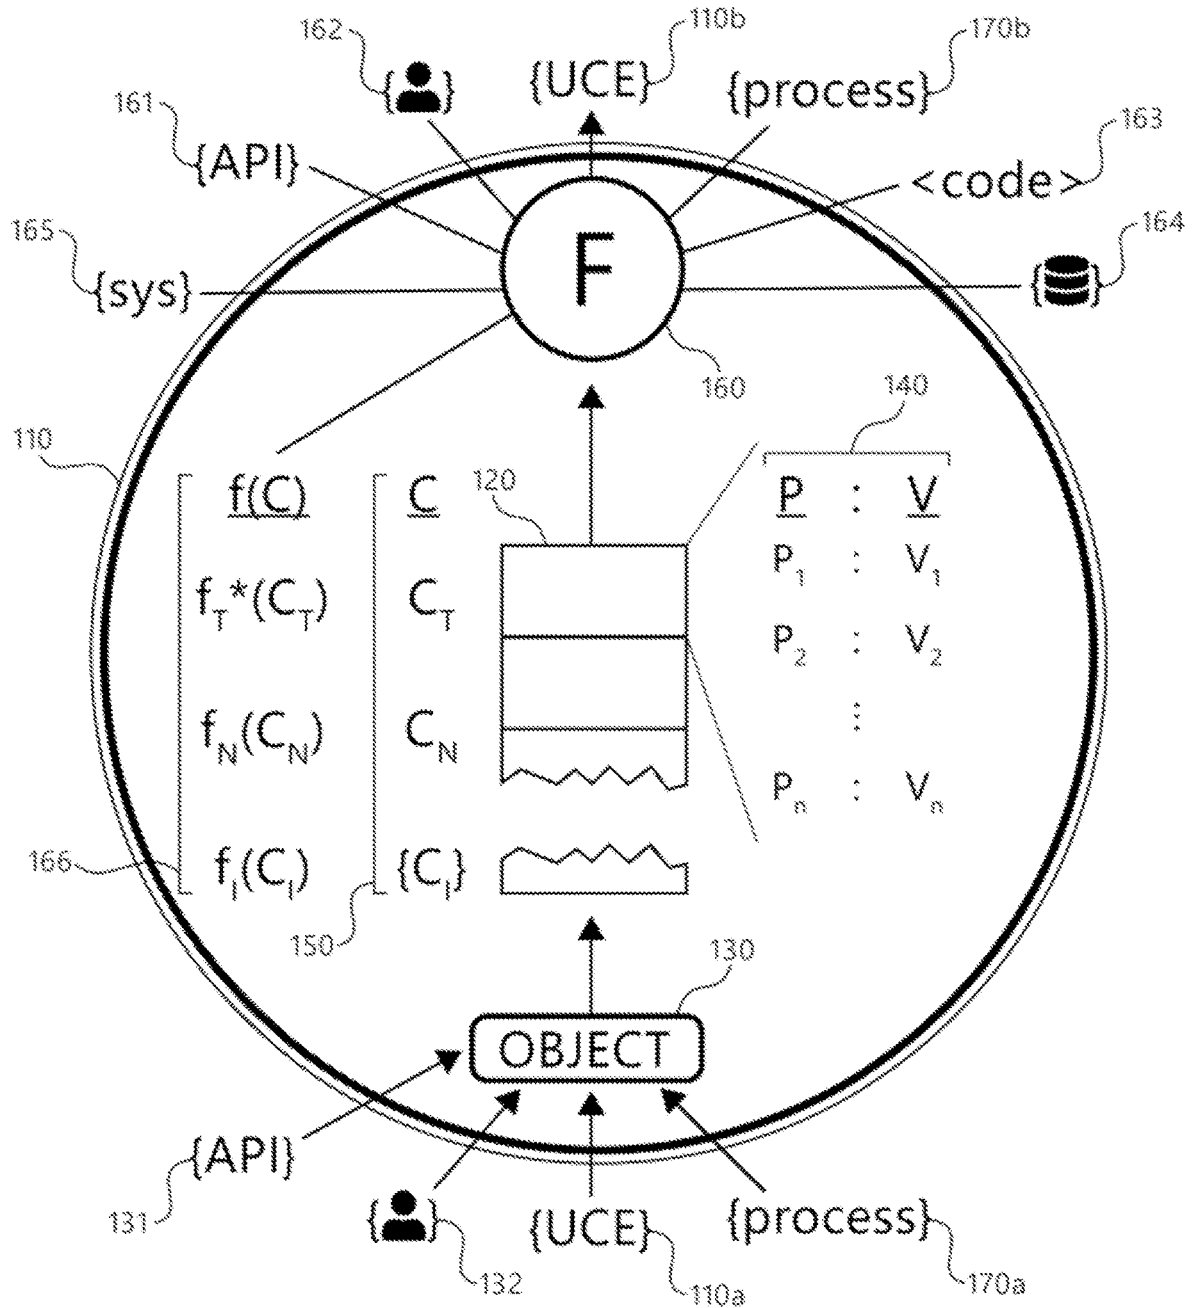 162
110b
170b
{UCE}
{process}
161
163
{API}
<code>
165
164
{sys}
F
160
140
110
120
f(C) C P : V
P1 : V1
fT*(CT) CT
P2 : V2
fN(CN) CN
⋮
Pn : Vn
166
fI(CI) {CI}
150
130
OBJECT
{API}
131
{UCE}
{process}
132
110a
170a